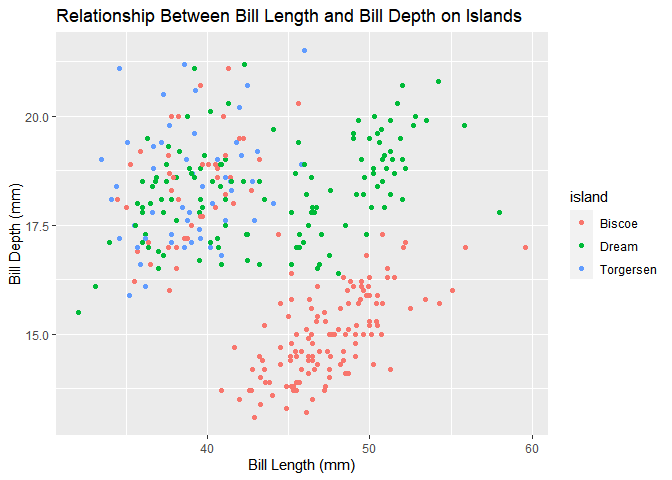 Relationship Between Bill Length and Bill Depth on Islands
20.0
17.5
15.0
Bill Depth (mm)
40
50
60
Bill Length (mm)
island
Biscoe
Dream
Torgersen